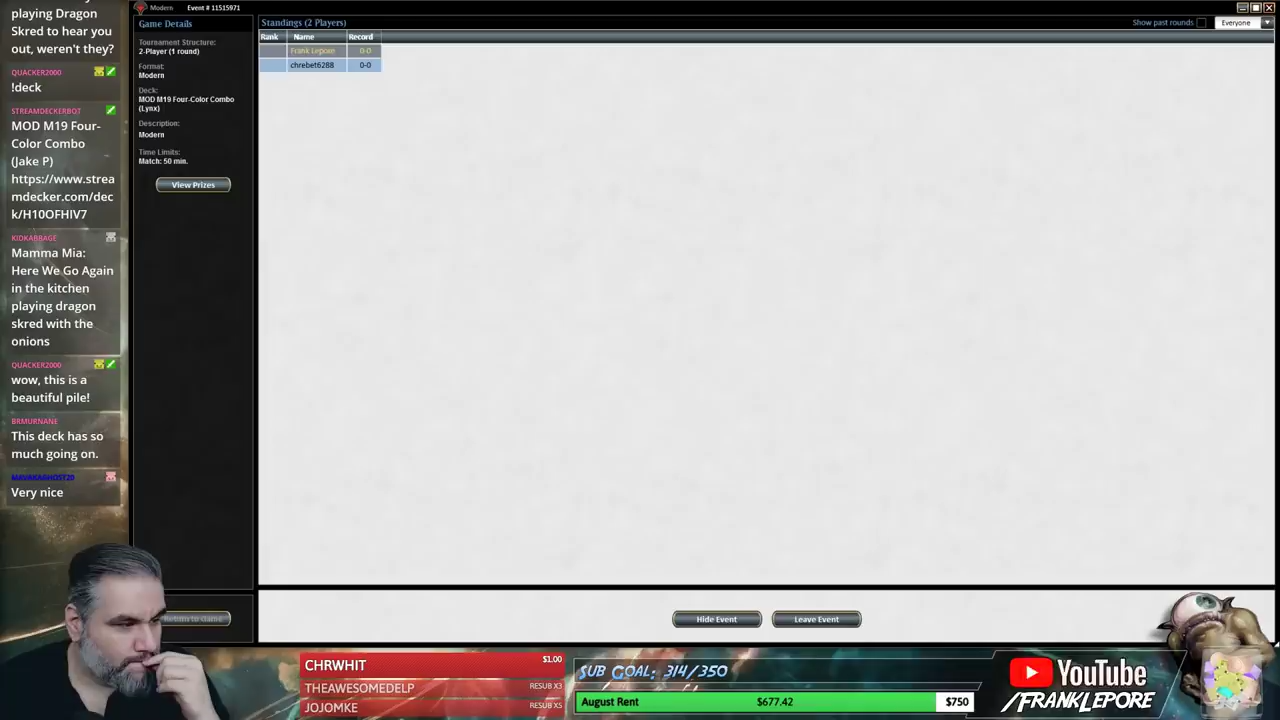 playing Dragon
Skred to hear you
out, weren't they?
QUACKER2000
!deck
STREAMDECKERBOT
MOD M19 Four-
Color Combo
(Jake P)
https://www.strea
mdecker.com/dec
k/H10OFHIV7
KIDKABBAGE
Mamma Mia:
Here We Go Again
in the kitchen
playing dragon
skred with the
onions
QUACKER2000
wow, this is a
beautiful pile!
BRMURNANE
This deck has so
much going on.
MAVAKAGHOST20
Very nice
Modern Event # 11515971
Game Details
Tournament Structure:
2-Player (1 round)
Format:
Modern
Deck:
MOD M19 Four-Color Combo
(Lynx)
Description:
Modern
Time Limits:
Match: 50 min.
View Prizes
Return to Game
Standings (2 Players)
Show past rounds
Everyone
Rank Name Record
Frank Lepore 0-0
chrebet6288 0-0
Hide Event
Leave Event
CHRWHIT $1.00
THEAWESOMEDELP RESUB X3
JOJOMKE RESUB X5
SUB GOAL: 314/350
August Rent $677.42 $750
YouTube
/FRANKLEPORE